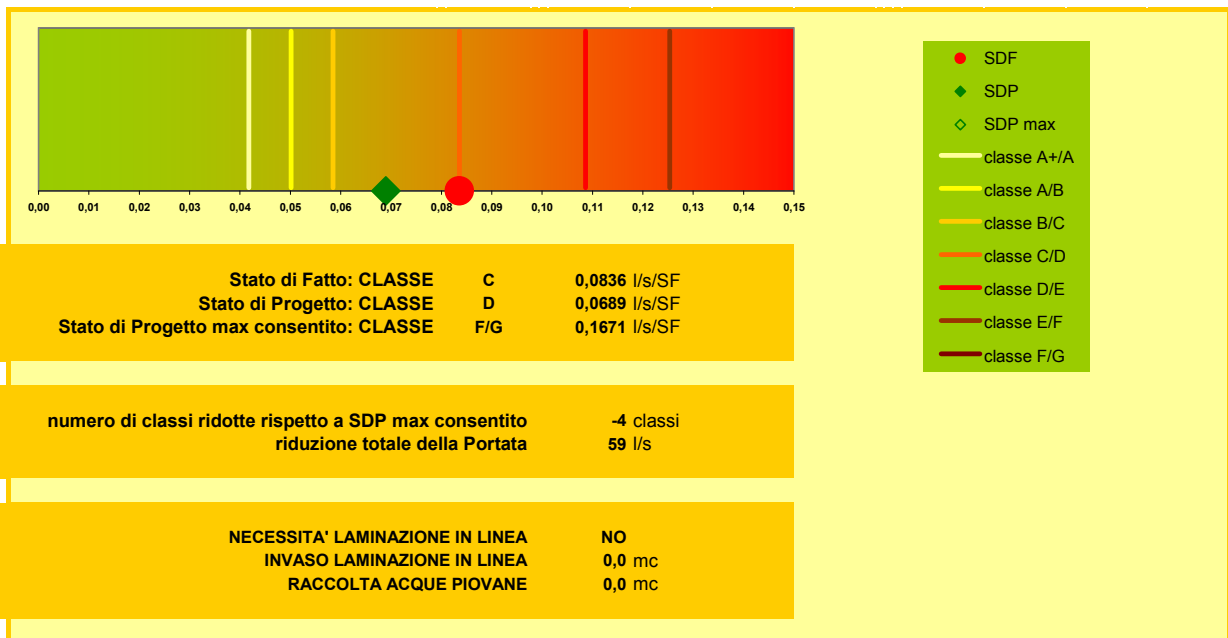 0,00 0,01 0,02 0,03 0,04 0,05 0,06 0,07 0,08 0,09 0,10 0,11 0,12 0,13 0,14 0,15
SDF
SDP
SDP max
classe A+/A
classe A/B
classe B/C
classe C/D
classe D/E
classe E/F
classe F/G
Stato di Fatto: CLASSE C 0,0836 l/s/SF
Stato di Progetto: CLASSE D 0,0689 l/s/SF
Stato di Progetto max consentito: CLASSE F/G 0,1671 l/s/SF
numero di classi ridotte rispetto a SDP max consentito -4 classi
riduzione totale della Portata 59 l/s
NECESSITA' LAMINAZIONE IN LINEA NO
INVASO LAMINAZIONE IN LINEA 0,0 mc
RACCOLTA ACQUE PIOVANE 0,0 mc